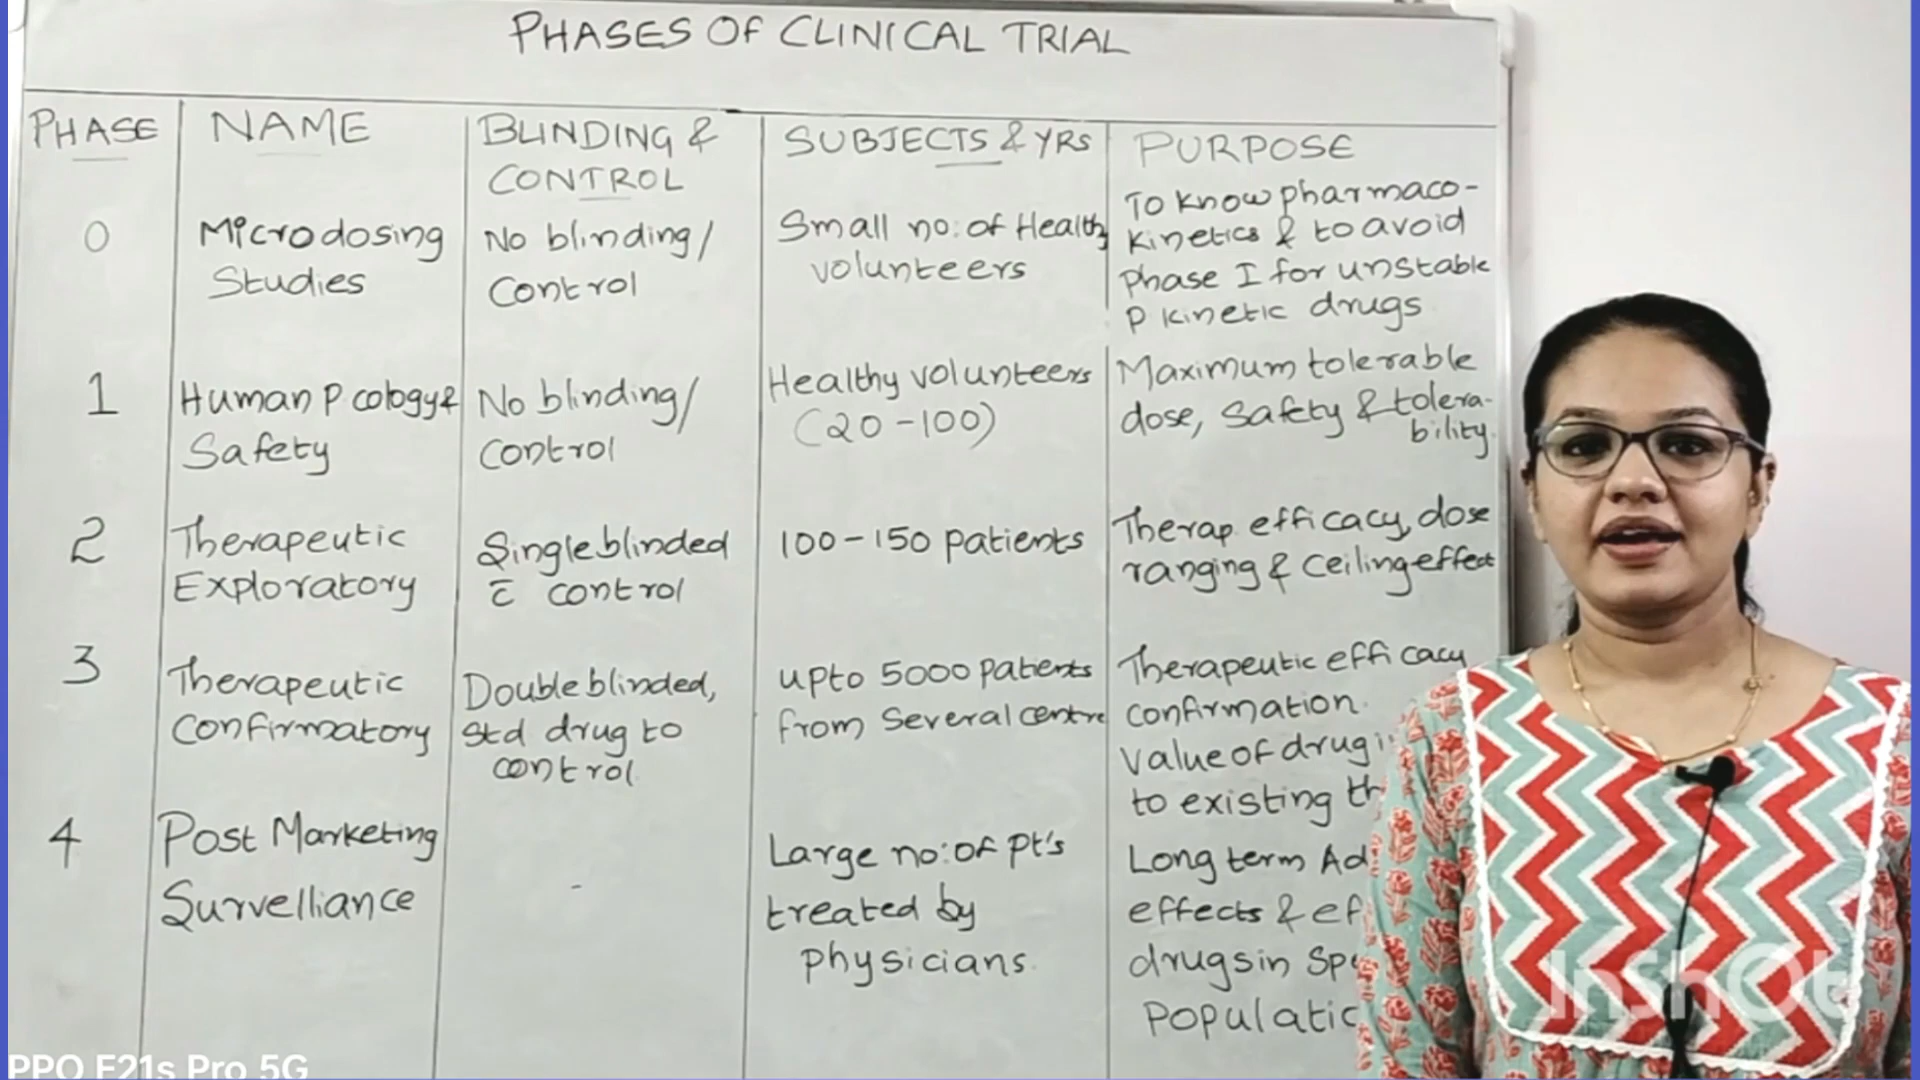 PHASES OF CLINICAL TRIAL
PHASE
NAME
BLINDING &
CONTROL
SUBJECTS & YRS
PURPOSE
0
Microdosing
Studies
No blinding/
Control
Small no: of Healthy
volunteers
To know pharmaco-
kinetics & to avoid
phase I for unstable
P kinetic drugs
1
Human P cology &
Safety
No blinding/
control
Healthy volunteers
(20-100)
Maximum tolerable
dose, Safety & tolera-
bility.
2
Therapeutic
Exploratory
Single blinded
c̄ control
100-150 patients
Therap. efficacy, dose
ranging & Ceiling effect
3
Therapeutic
Confirmatory
Double blinded,
Std drug to
control
upto 5000 patients
from Several centre
Therapeutic efficacy
confirmation.
Value of drug
to existing
4
Post Marketing
Survelliance
-
Large no: of Pt's
treated by
physicians.
Long term
effects &
drugs in
InShOt
PPO F21s Pro 5G